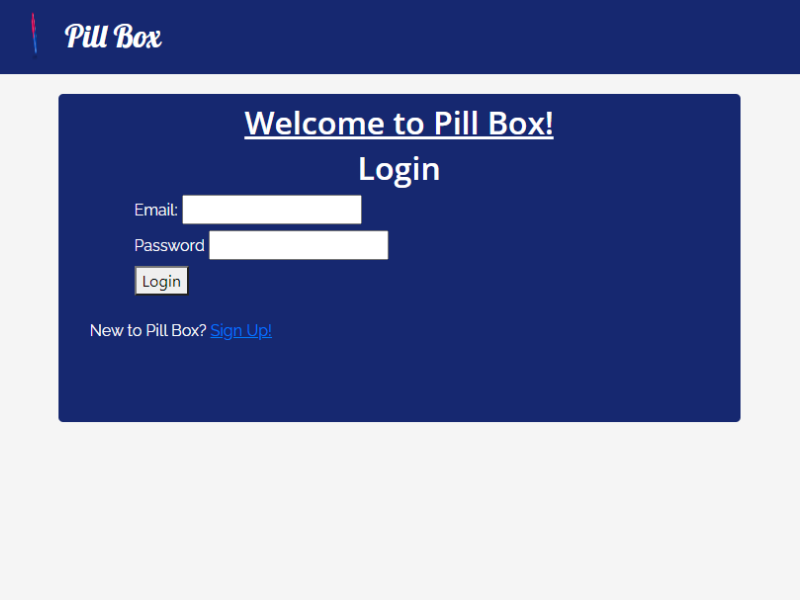 Pill Box
Welcome to Pill Box!
Login
Email:
Password
Login
New to Pill Box? Sign Up!